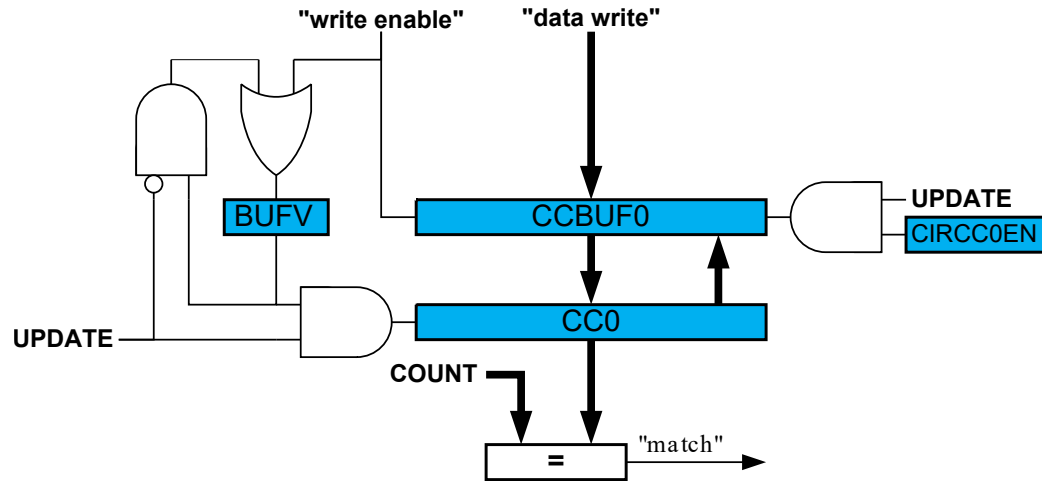 "write enable"
"data write"
BUFV
CCBUF0
UPDATE
CIRCC0EN
CC0
UPDATE
COUNT
=
"match"